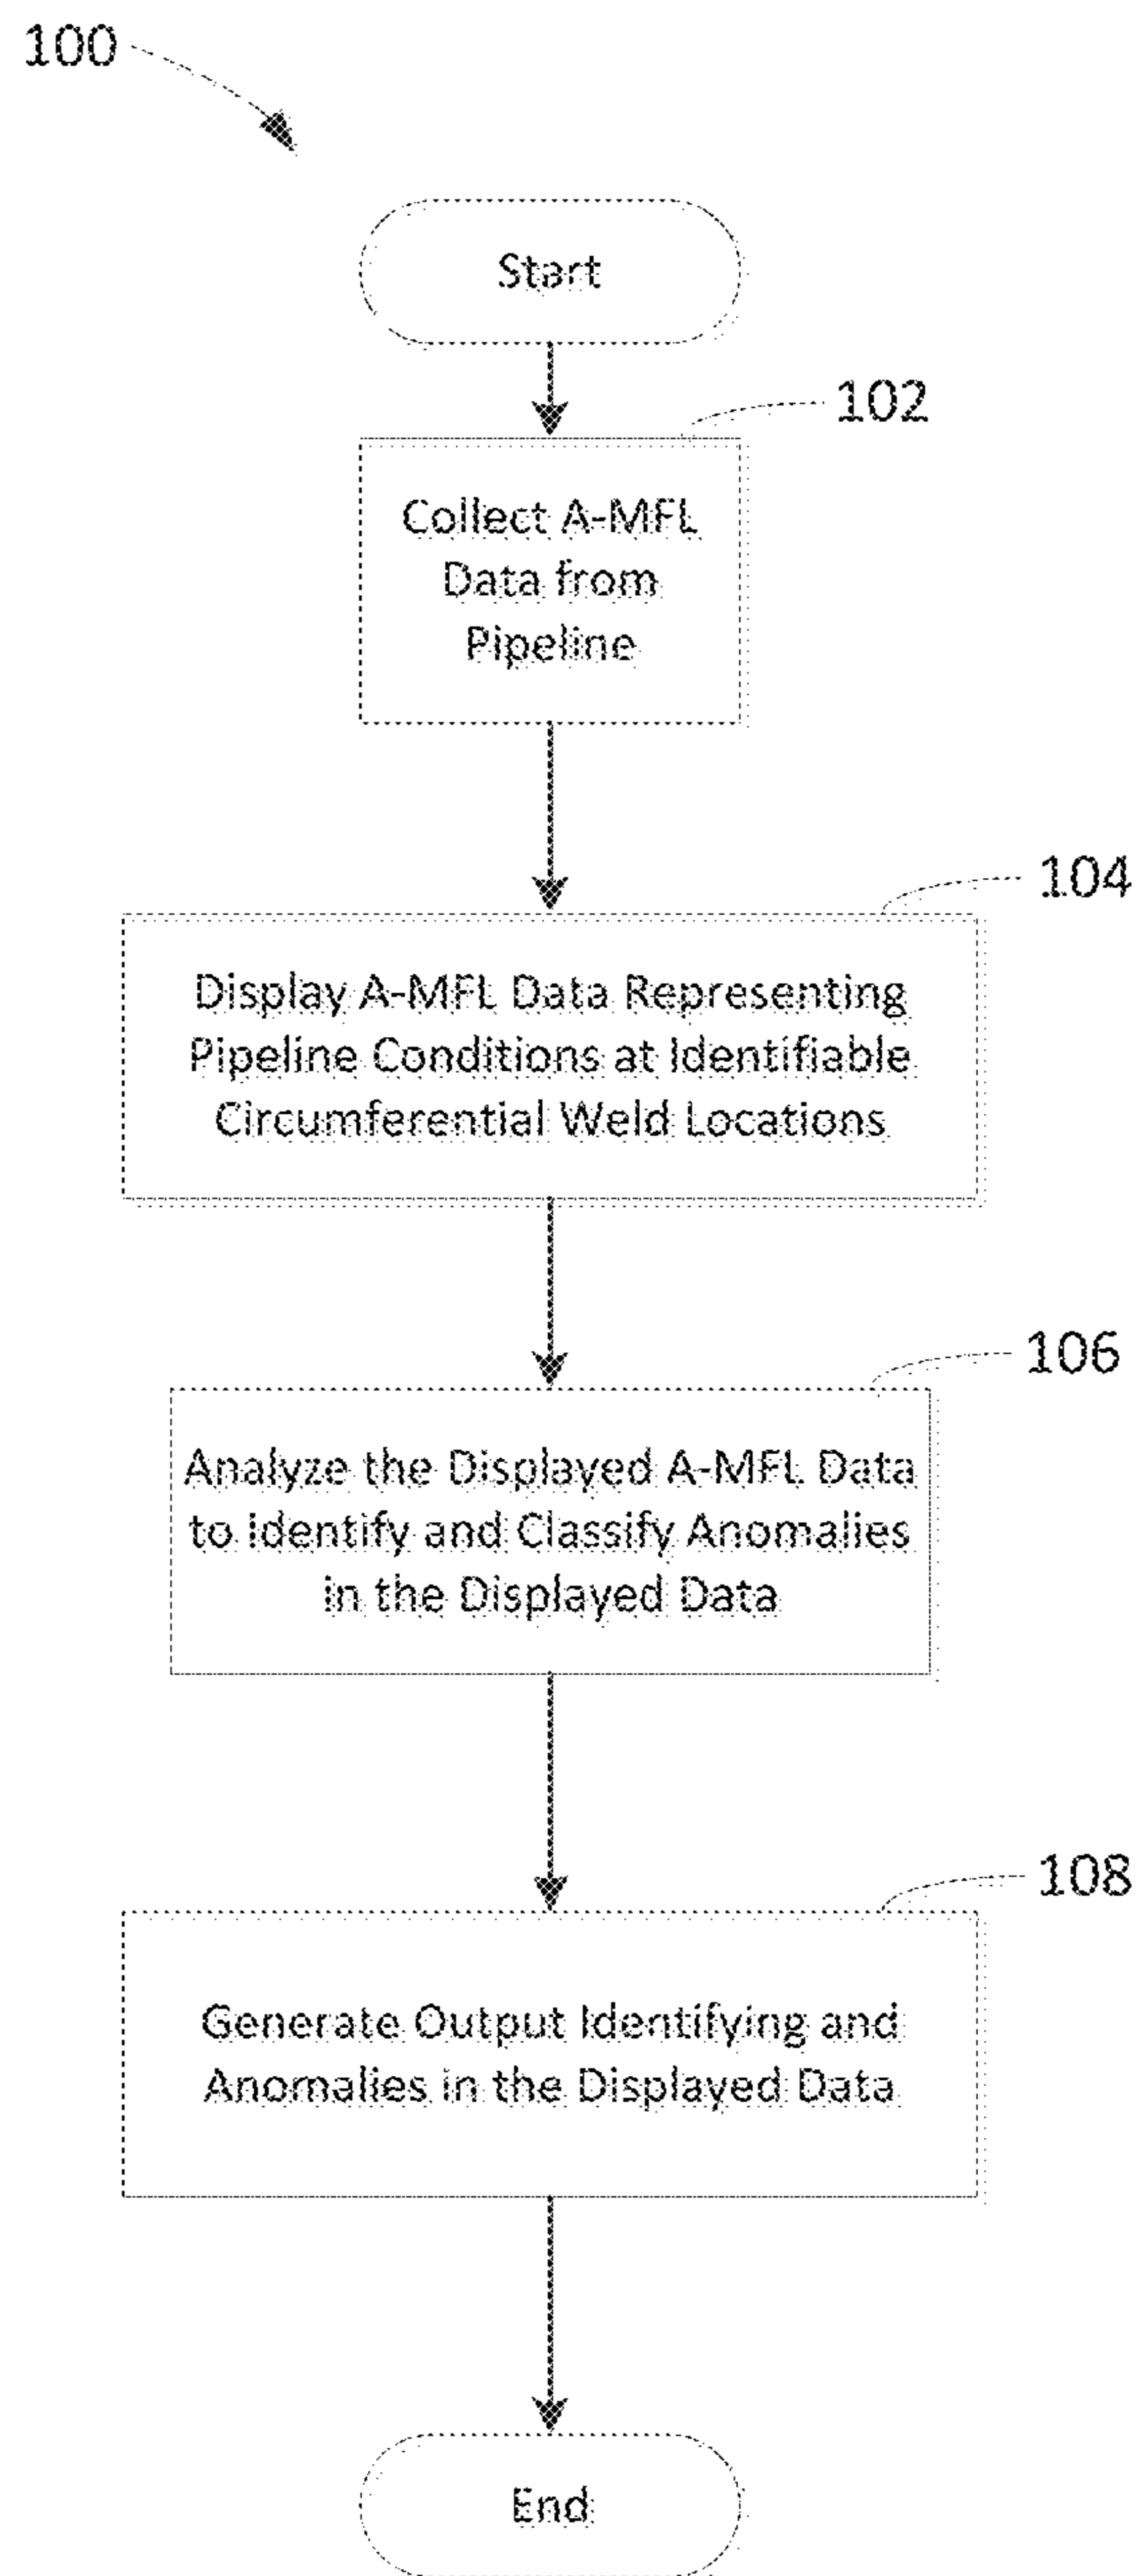 100
Start
102
Collect A-MFL
Data from
Pipeline
104
Display A-MFL Data Representing
Pipeline Conditions at Identifiable
Circumferential Weld Locations
106
Analyze the Displayed A-MFL Data
to Identify and Classify Anomalies
in the Displayed Data
108
Generate Output Identifying and
Anomalies in the Displayed Data
End